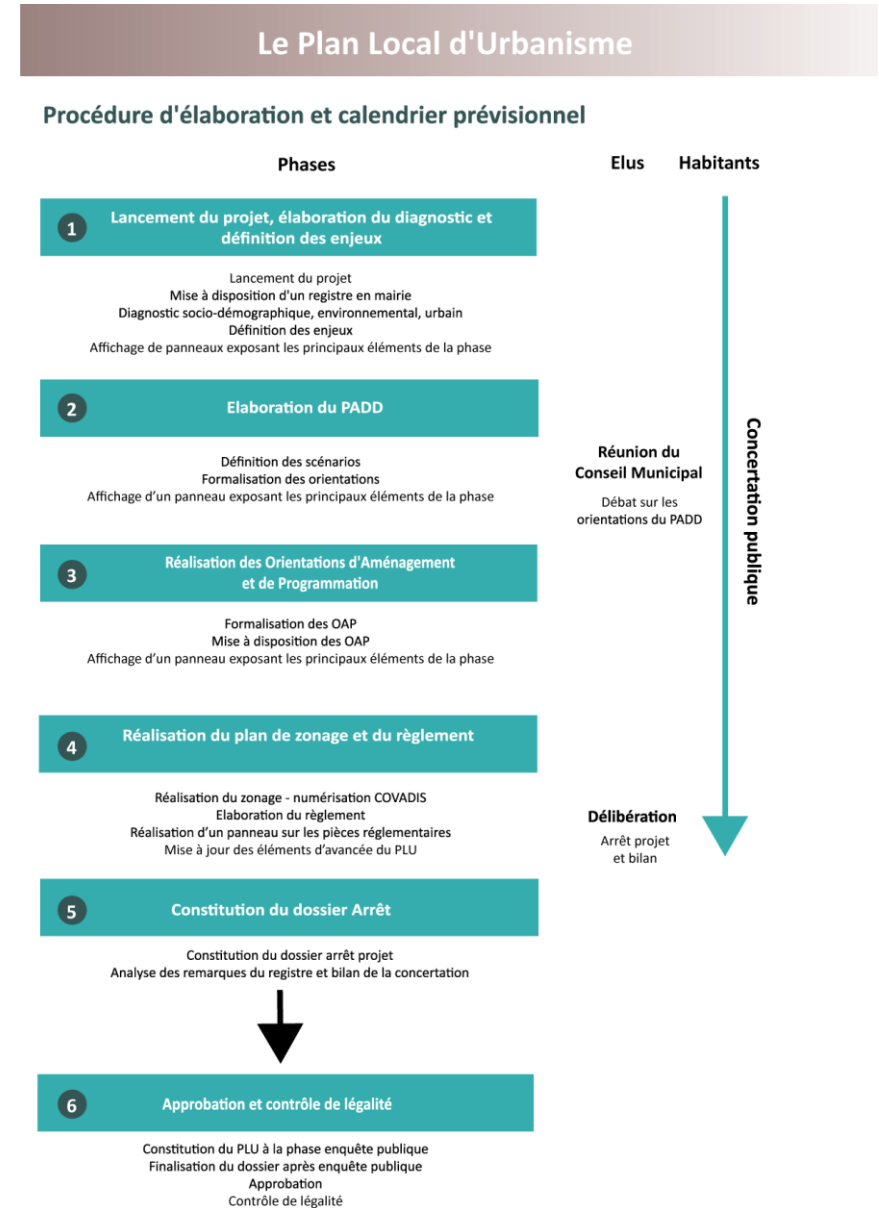 Le Plan Local d'Urbanisme
Procédure d'élaboration et calendrier prévisionnel
Phases
Elus
Habitants
1
Lancement du projet, élaboration du diagnostic et
définition des enjeux
Lancement du projet
Mise à disposition d'un registre en mairie
Diagnostic socio-démographique, environnemental, urbain
Définition des enjeux
Affichage de panneaux exposant les principaux éléments de la phase
2
Elaboration du PADD
Définition des scénarios
Formalisation des orientations
Affichage d'un panneau exposant les principaux éléments de la phase
Réunion du
Conseil Municipal
Débat sur les
orientations du PADD
Concertation publique
3
Réalisation des Orientations d'Aménagement
et de Programmation
Formalisation des OAP
Mise à disposition des OAP
Affichage d'un panneau exposant les principaux éléments de la phase
4
Réalisation du plan de zonage et du règlement
Réalisation du zonage - numérisation COVADIS
Elaboration du règlement
Réalisation d'un panneau sur les pièces réglementaires
Mise à jour des éléments d'avancée du PLU
Délibération
Arrêt projet
et bilan
5
Constitution du dossier Arrêt
Constitution du dossier arrêt projet
Analyse des remarques du registre et bilan de la concertation
6
Approbation et contrôle de légalité
Constitution du PLU à la phase enquête publique
Finalisation du dossier après enquête publique
Approbation
Contrôle de légalité